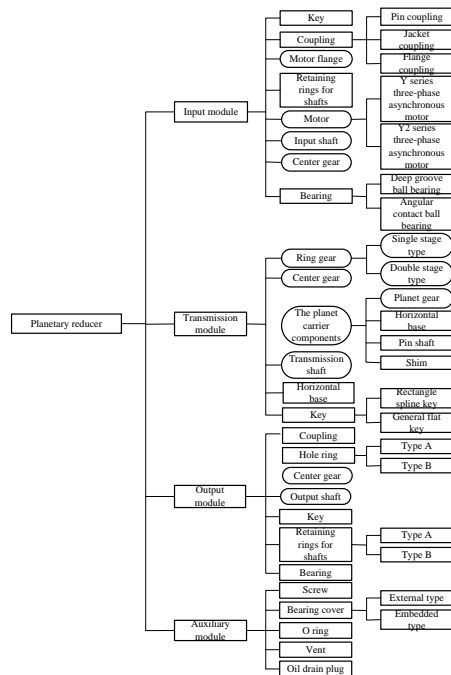 Planetary reducer
Input module
Key
Coupling
Pin coupling
Jacket
coupling
Flange
coupling
Motor flange
Retaining
rings for
shafts
Motor
Y series
three-phase
asynchronous
motor
Y2 series
three-phase
asynchronous
motor
Input shaft
Center gear
Bearing
Deep groove
ball bearing
Angular
contact ball
bearing
Transmission
module
Ring gear
Single stage
type
Double stage
type
Center gear
The planet
carrier
components
Planet gear
Horizontal
base
Pin shaft
Shim
Transmission
shaft
Horizontal
base
Key
Rectangle
spline key
General flat
key
Output
module
Coupling
Hole ring
Type A
Type B
Center gear
Output shaft
Key
Retaining
rings for
shafts
Type A
Type B
Bearing
Auxiliary
module
Screw
Bearing cover
External type
Embedded
type
O ring
Vent
Oil drain plug